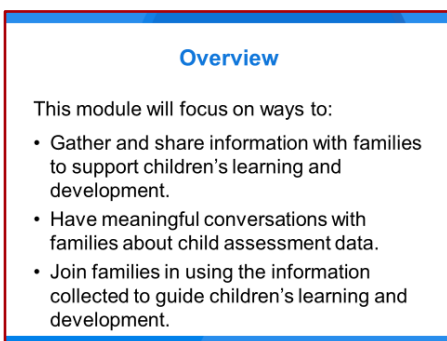 Overview
This module will focus on ways to:
• Gather and share information with families
to support children's learning and
development.
• Have meaningful conversations with
families about child assessment data.
• Join families in using the information
collected to guide children's learning and
development.